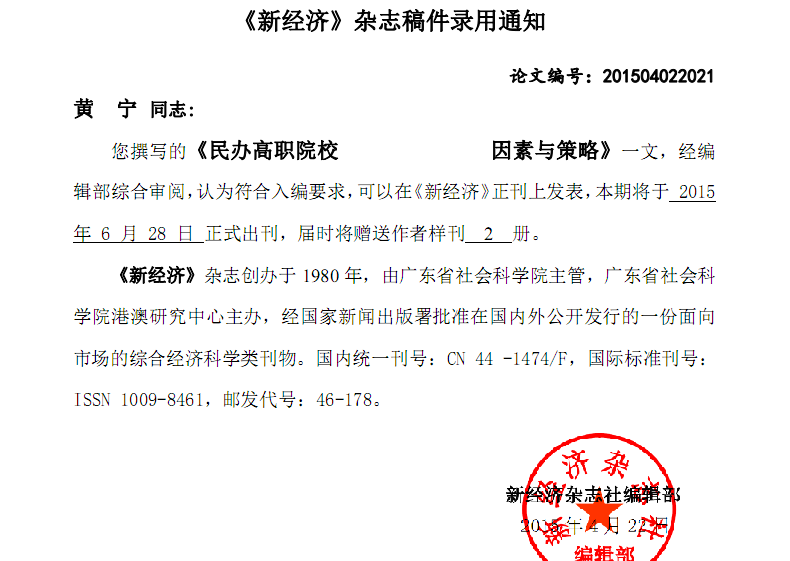 《新经济》杂志稿件录用通知
论文编号：201504022021
黄 宁 同志：
您撰写的《民办高职院校 因素与策略》一文，经编
辑部综合审阅，认为符合入编要求，可以在《新经济》正刊上发表，本期将于 2015
年 6 月 28 日 正式出刊，届时将赠送作者样刊 2 册。
《新经济》杂志创办于 1980 年，由广东省社会科学院主管，广东省社会科
学院港澳研究中心主办，经国家新闻出版署批准在国内外公开发行的一份面向
市场的综合经济科学类刊物。国内统一刊号：CN 44 -1474/F，国际标准刊号：
ISSN 1009-8461，邮发代号：46-178。
新经济杂志社
新经济杂志社编辑部
2015 年 4 月 22 日
编辑部